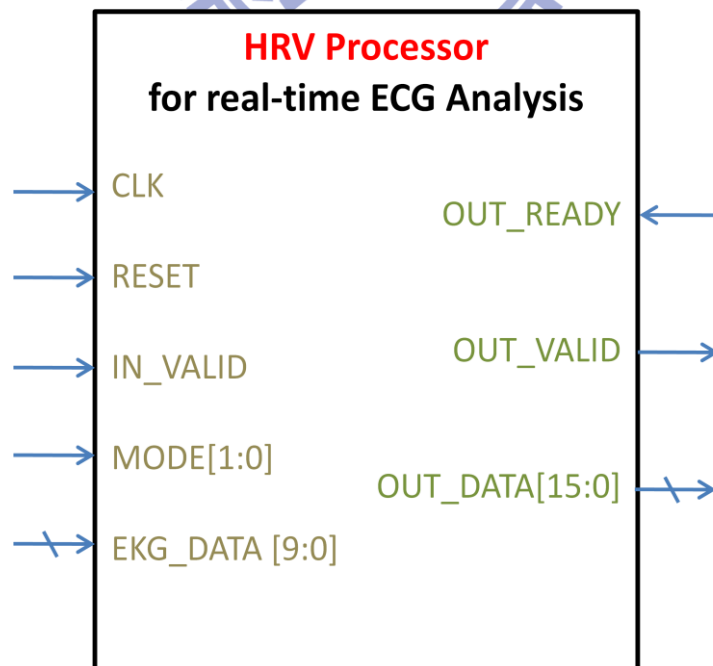 HRV Processor
for real-time ECG Analysis
CLK
OUT_READY
RESET
IN_VALID
OUT_VALID
MODE[1:0]
OUT_DATA[15:0]
EKG_DATA [9:0]